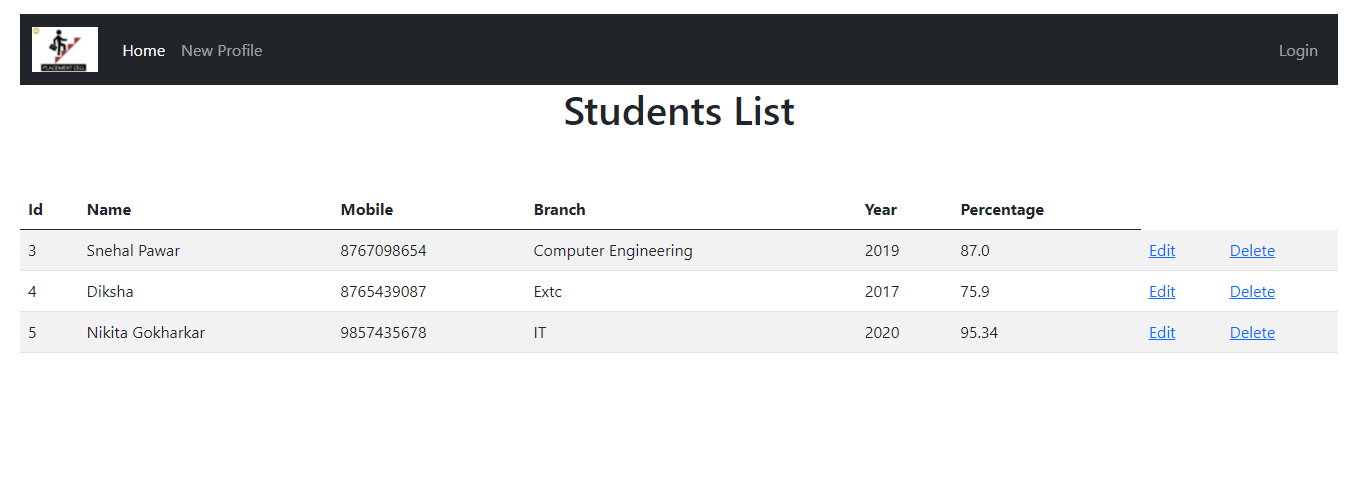 PLACEMENT CELL
Home New Profile Login
Students List
Id Name Mobile Branch Year Percentage
3 Snehal Pawar 8767098654 Computer Engineering 2019 87.0 Edit Delete
4 Diksha 8765439087 Extc 2017 75.9 Edit Delete
5 Nikita Gokharkar 9857435678 IT 2020 95.34 Edit Delete